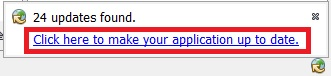 24 updates found.
Click here to make your application up to date.